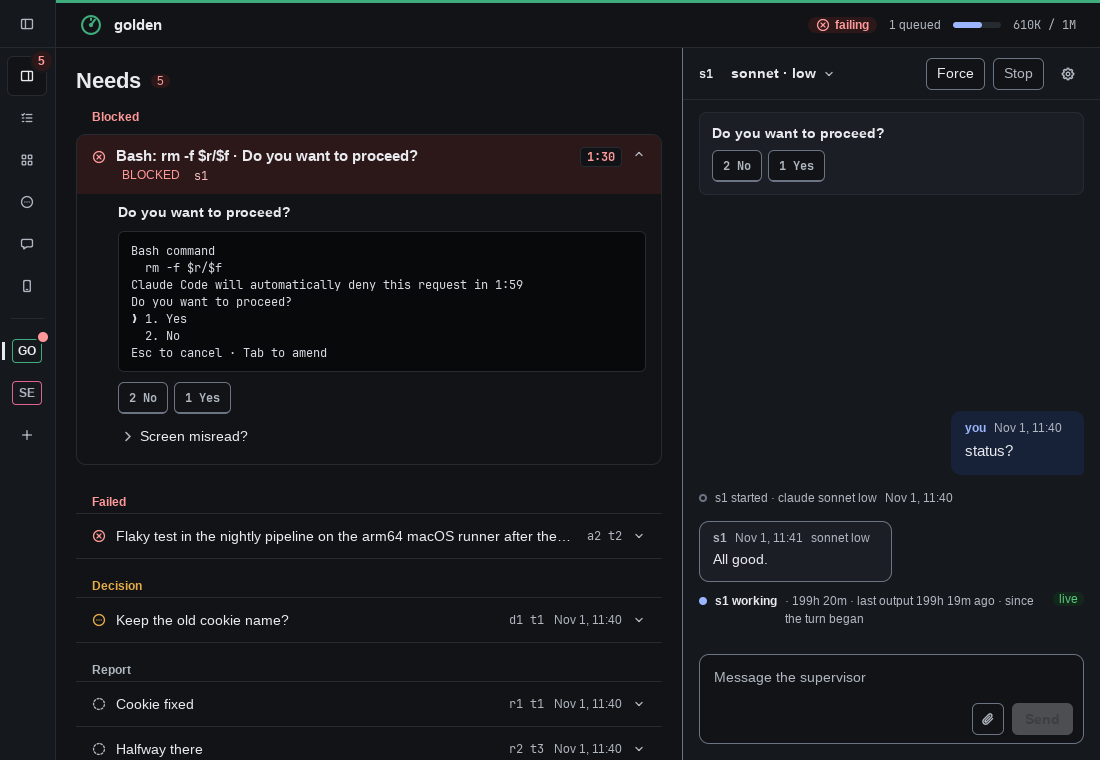 golden
failing
1 queued
610K / 1M
5
GO
SE
Needs 5
Blocked
Bash: rm -f $r/$f · Do you want to proceed?
1:30
BLOCKED s1
Do you want to proceed?
Bash command
rm -f $r/$f
Claude Code will automatically deny this request in 1:59
Do you want to proceed?
❯ 1. Yes
2. No
Esc to cancel · Tab to amend
2 No
1 Yes
Screen misread?
Failed
Flaky test in the nightly pipeline on the arm64 macOS runner after the… a2 t2
Decision
Keep the old cookie name? d1 t1 Nov 1, 11:40
Report
Cookie fixed r1 t1 Nov 1, 11:40
Halfway there r2 t3 Nov 1, 11:40
s1 sonnet · low
Force
Stop
Do you want to proceed?
2 No
1 Yes
you Nov 1, 11:40
status?
s1 started · claude sonnet low Nov 1, 11:40
s1 Nov 1, 11:41 sonnet low
All good.
s1 working · 199h 20m · last output 199h 19m ago · since
the turn began
live
Message the supervisor
Send